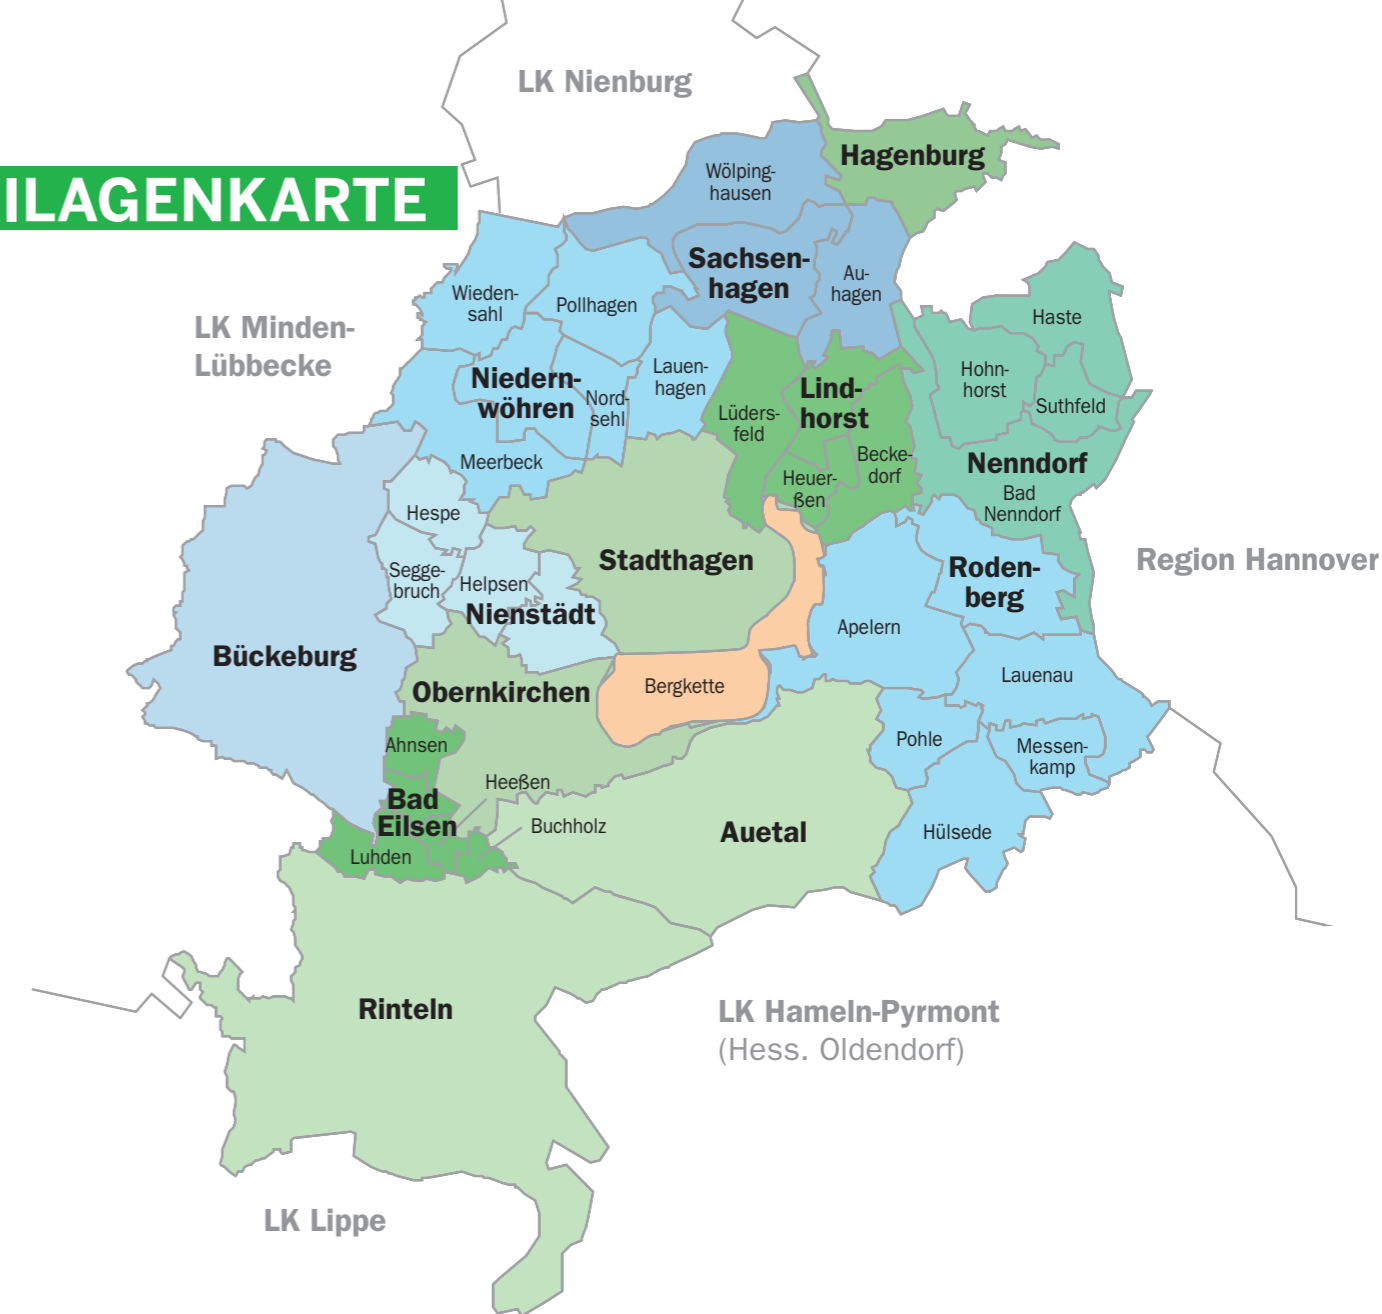 LK Nienburg
Hagenburg
Wölping-
hausen
ILAGENKARTE
Sachsen-
hagen
Au-
hagen
Wieden-
sahl
Pollhagen
Haste
LK Minden-
Lübbecke
Niedern-
wöhren
Nord-
sehl
Lauen-
hagen
Lind-
horst
Lüders-
feld
Hohn-
horst
Suthfeld
Meerbeck
Heuer-
ßen
Becke-
dorf
Nenndorf
Bad
Nenndorf
Hespe
Stadthagen
Region Hannover
Segge-
bruch
Helpsen
Nienstädt
Roden-
berg
Apelern
Bückeburg
Obernkirchen
Bergkette
Lauenau
Ahnsen
Pohle
Messen-
kamp
Heeßen
Bad
Eilsen
Buchholz
Auetal
Hülsede
Luhden
Rinteln
LK Hameln-Pyrmont
(Hess. Oldendorf)
LK Lippe